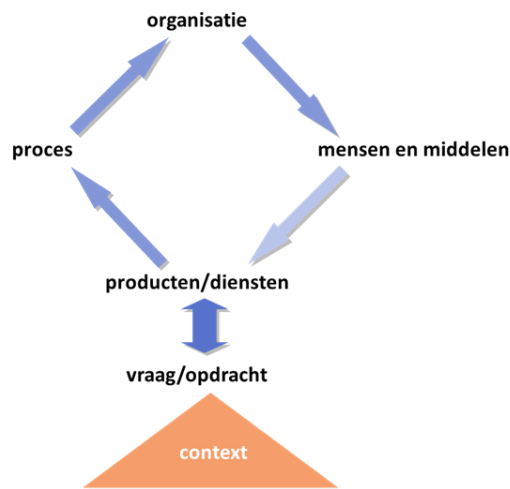 organisatie
proces
mensen en middelen
producten/diensten
vraag/opdracht
context